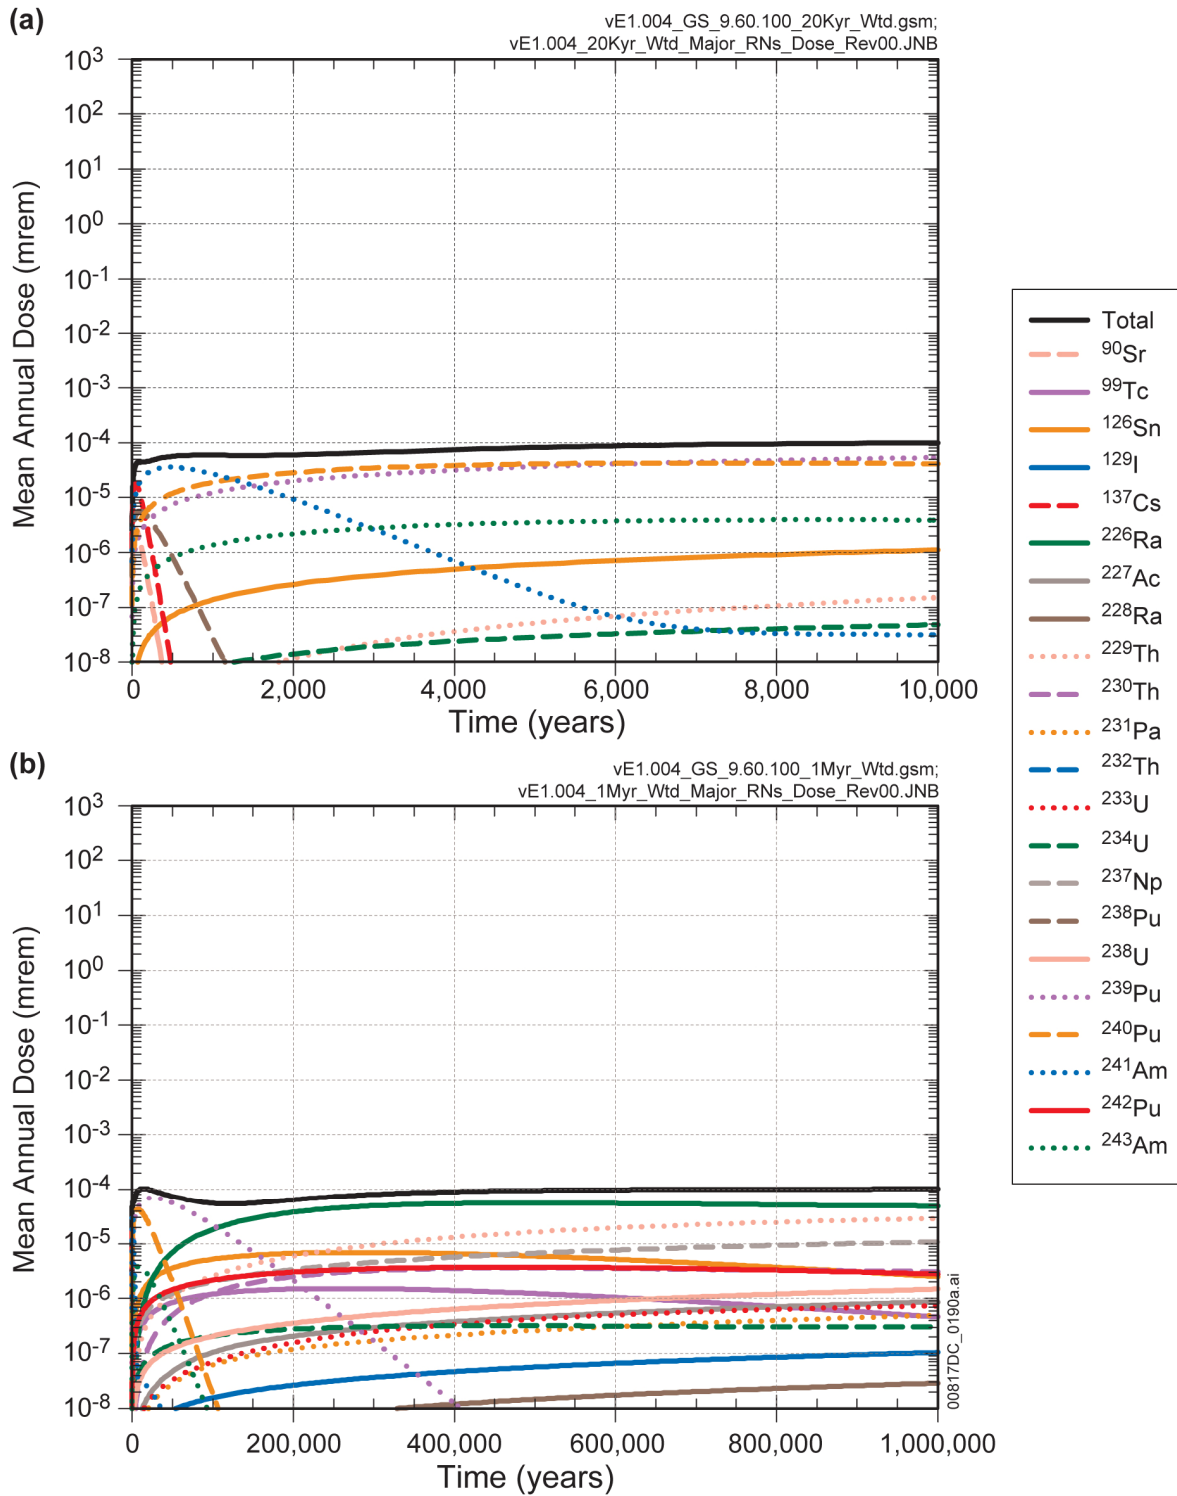 (a)
vE1.004_GS_9.60.100_20Kyr_Wtd.gsm;
vE1.004_20Kyr_Wtd_Major_RNs_Dose_Rev00.JNB
10³
10²
10¹
10⁰
10⁻¹
10⁻²
10⁻³
10⁻⁴
10⁻⁵
10⁻⁶
10⁻⁷
10⁻⁸
Mean Annual Dose (mrem)
0 2,000 4,000 6,000 8,000 10,000
Time (years)
(b)
vE1.004_GS_9.60.100_1Myr_Wtd.gsm;
vE1.004_1Myr_Wtd_Major_RNs_Dose_Rev00.JNB
10³
10²
10¹
10⁰
10⁻¹
10⁻²
10⁻³
10⁻⁴
10⁻⁵
10⁻⁶
10⁻⁷
10⁻⁸
Mean Annual Dose (mrem)
0 200,000 400,000 600,000 800,000 1,000,000
Time (years)
00817DC_0190a.ai
Total
⁹⁰Sr
⁹⁹Tc
¹²⁶Sn
¹²⁹I
¹³⁷Cs
²²⁶Ra
²²⁷Ac
²²⁸Ra
²²⁹Th
²³⁰Th
²³¹Pa
²³²Th
²³³U
²³⁴U
²³⁷Np
²³⁸Pu
²³⁸U
²³⁹Pu
²⁴⁰Pu
²⁴¹Am
²⁴²Pu
²⁴³Am